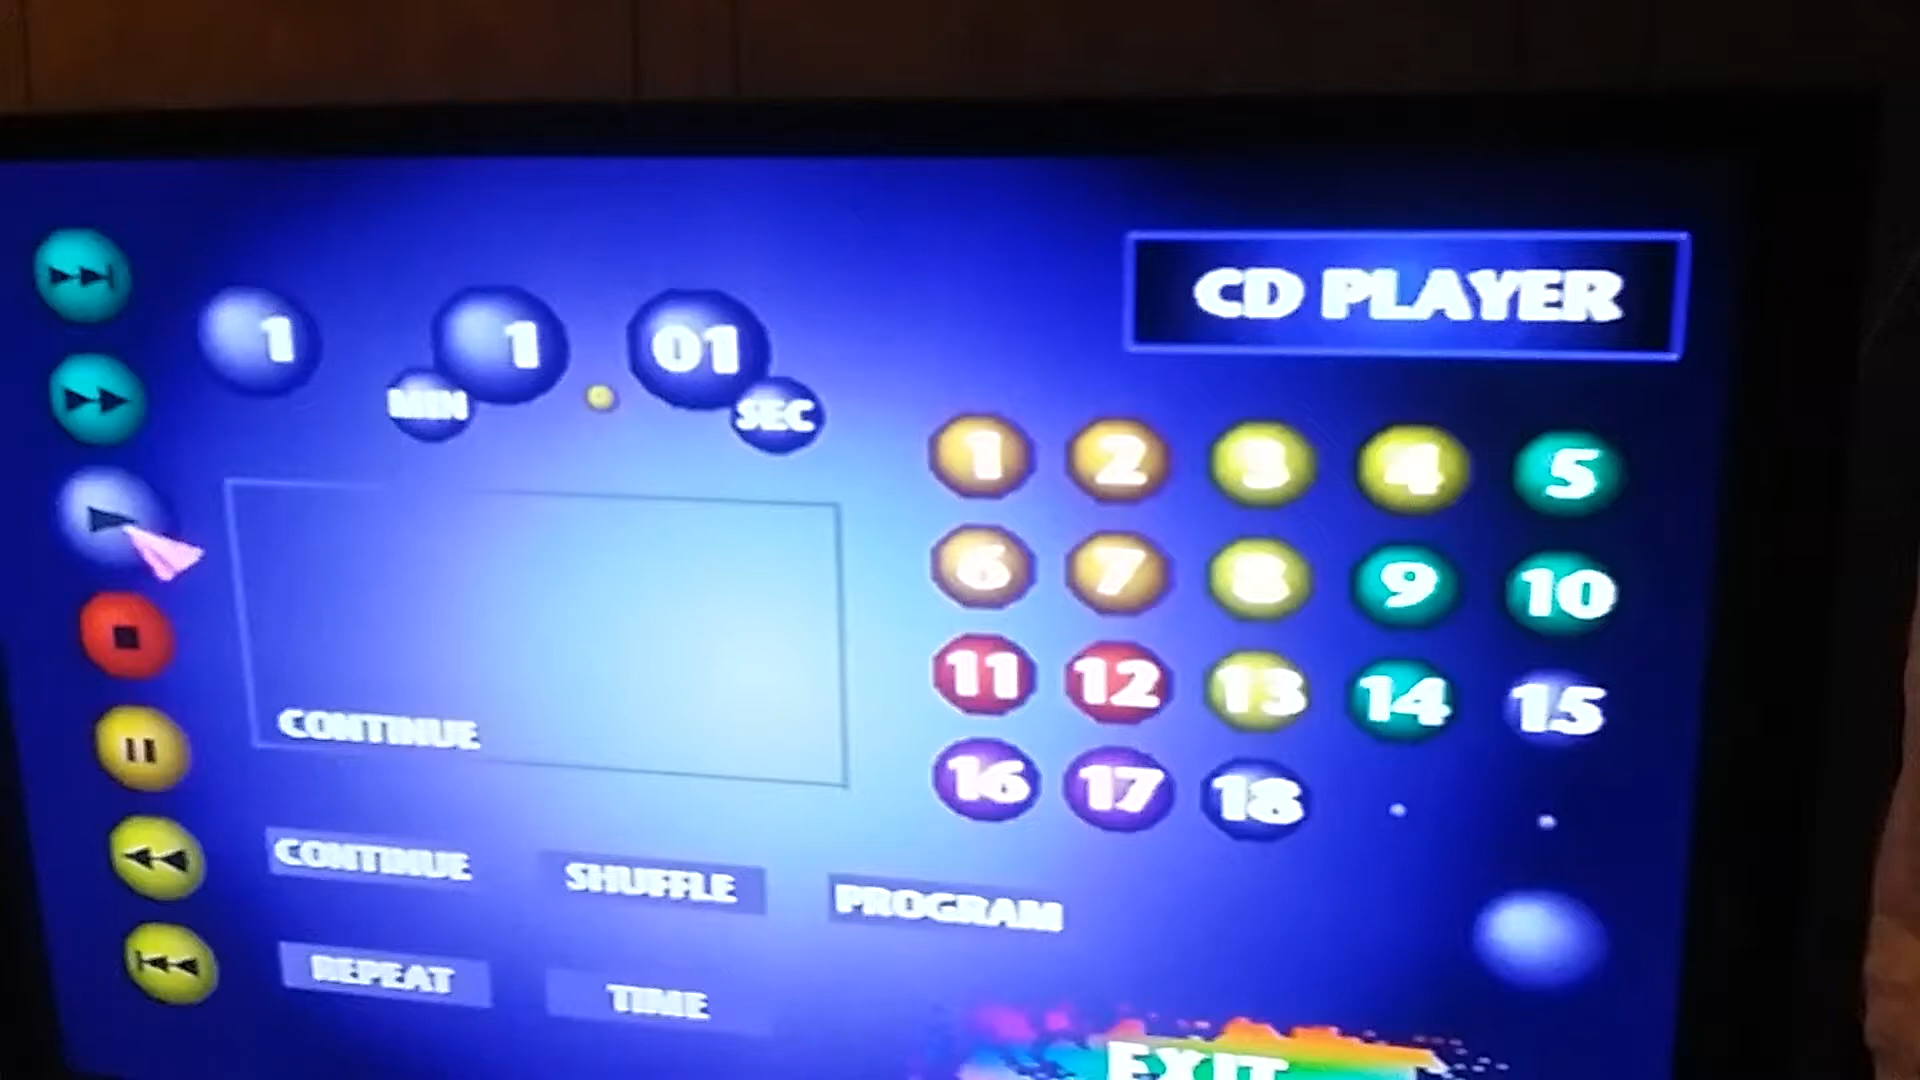 CD PLAYER
1 1 01
MIN SEC
1 2 3 4 5
6 7 8 9 10
11 12 13 14 15
16 17 18
CONTINUE
CONTINUE SHUFFLE PROGRAM
REPEAT TIME
EXIT